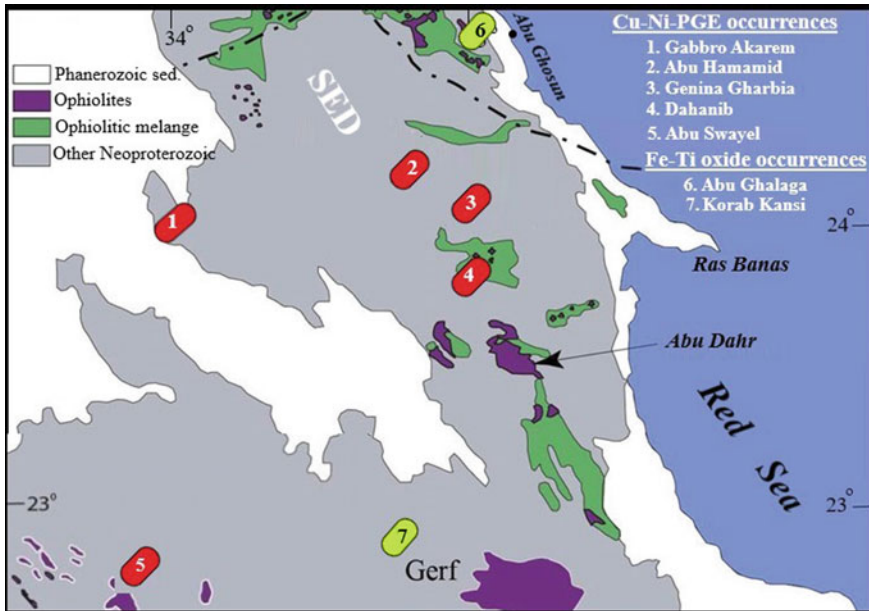 34°
6
Abu Ghosun
Cu-Ni-PGE occurrences
1. Gabbro Akarem
2. Abu Hamamid
3. Genina Gharbia
4. Dahanib
5. Abu Swayel
Fe-Ti oxide occurrences
6. Abu Ghalaga
7. Korab Kansi
Phanerozoic sed.
Ophiolites
Ophiolitic melange
Other Neoproterozoic
SED
2
3
1
24°
Ras Banas
4
Abu Dahr
Red Sea
23°
23°
7
5
Gerf